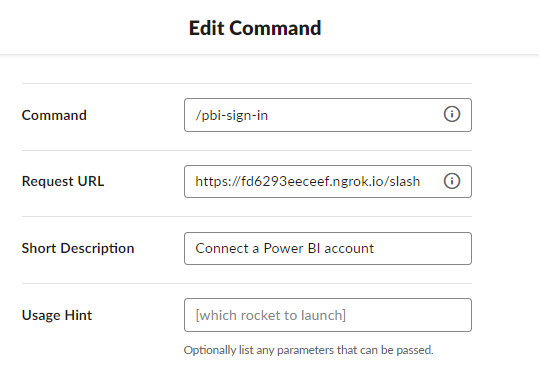 Edit Command
Command
/pbi-sign-in
Request URL
https://fd6293eeceef.ngrok.io/slash
Short Description
Connect a Power BI account
Usage Hint
[which rocket to launch]
Optionally list any parameters that can be passed.